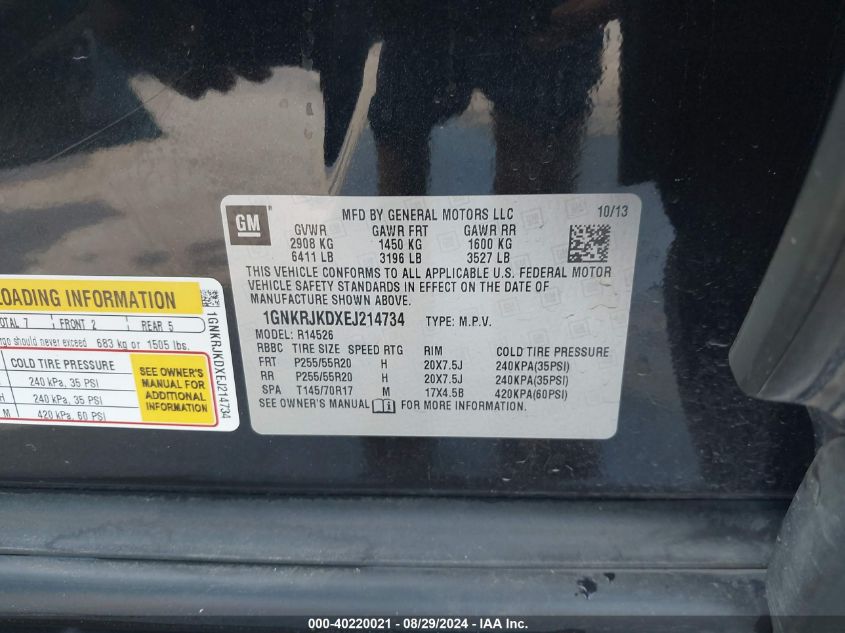 GM
MFD BY GENERAL MOTORS LLC 10/13
GVWR GAWR FRT GAWR RR
2908 KG 1450 KG 1600 KG
6411 LB 3196 LB 3527 LB
THIS VEHICLE CONFORMS TO ALL APPLICABLE U.S. FEDERAL MOTOR
VEHICLE SAFETY STANDARDS IN EFFECT ON THE DATE OF
MANUFACTURE SHOWN ABOVE.
1GNKRJKDXEJ214734 TYPE: M.P.V.
MODEL: R14526
RBBC TIRE SIZE SPEED RTG RIM COLD TIRE PRESSURE
FRT P255/55R20 H 20X7.5J 240KPA(35PSI)
RR P255/55R20 H 20X7.5J 240KPA(35PSI)
SPA T145/70R17 M 17X4.5B 420KPA(60PSI)
SEE OWNER'S MANUAL i FOR MORE INFORMATION.
LOADING INFORMATION
OTAL 7 FRONT 2 REAR 5
rgo should never exceed 683 kg or 1505 lbs.
COLD TIRE PRESSURE
240 kPa, 35 PSI
H 240 kPa, 35 PSI
M 420 kPa, 60 PSI
SEE OWNER'S
MANUAL FOR
ADDITIONAL
INFORMATION
1GNKRJKDXEJ214734
000-40220021 - 08/29/2024 - IAA Inc.